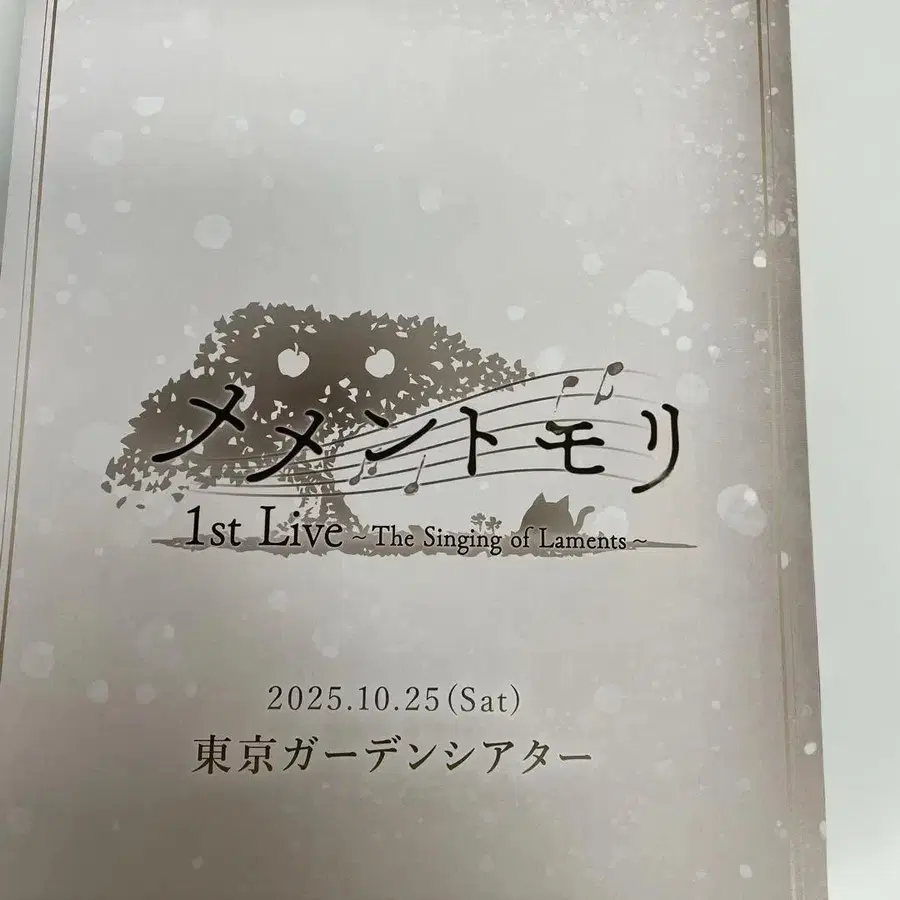 メメントモリ
1st Live ~The Singing of Laments~
2025.10.25(Sat)
東京ガーデンシアター